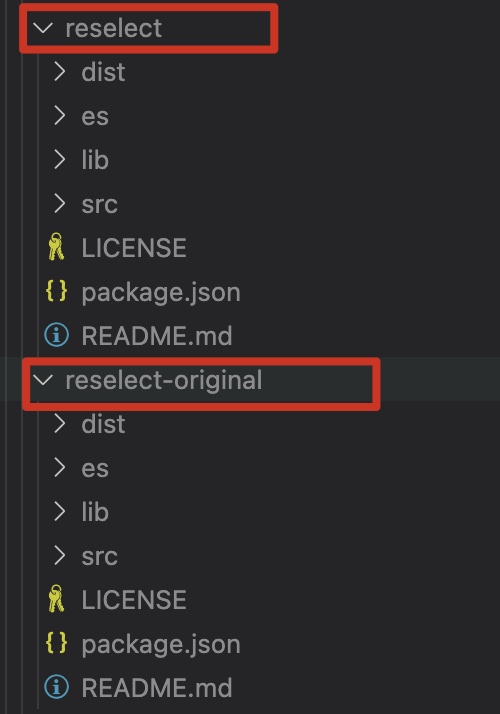 reselect
dist
es
lib
src
LICENSE
{} package.json
README.md
reselect-original
dist
es
lib
src
LICENSE
{} package.json
README.md